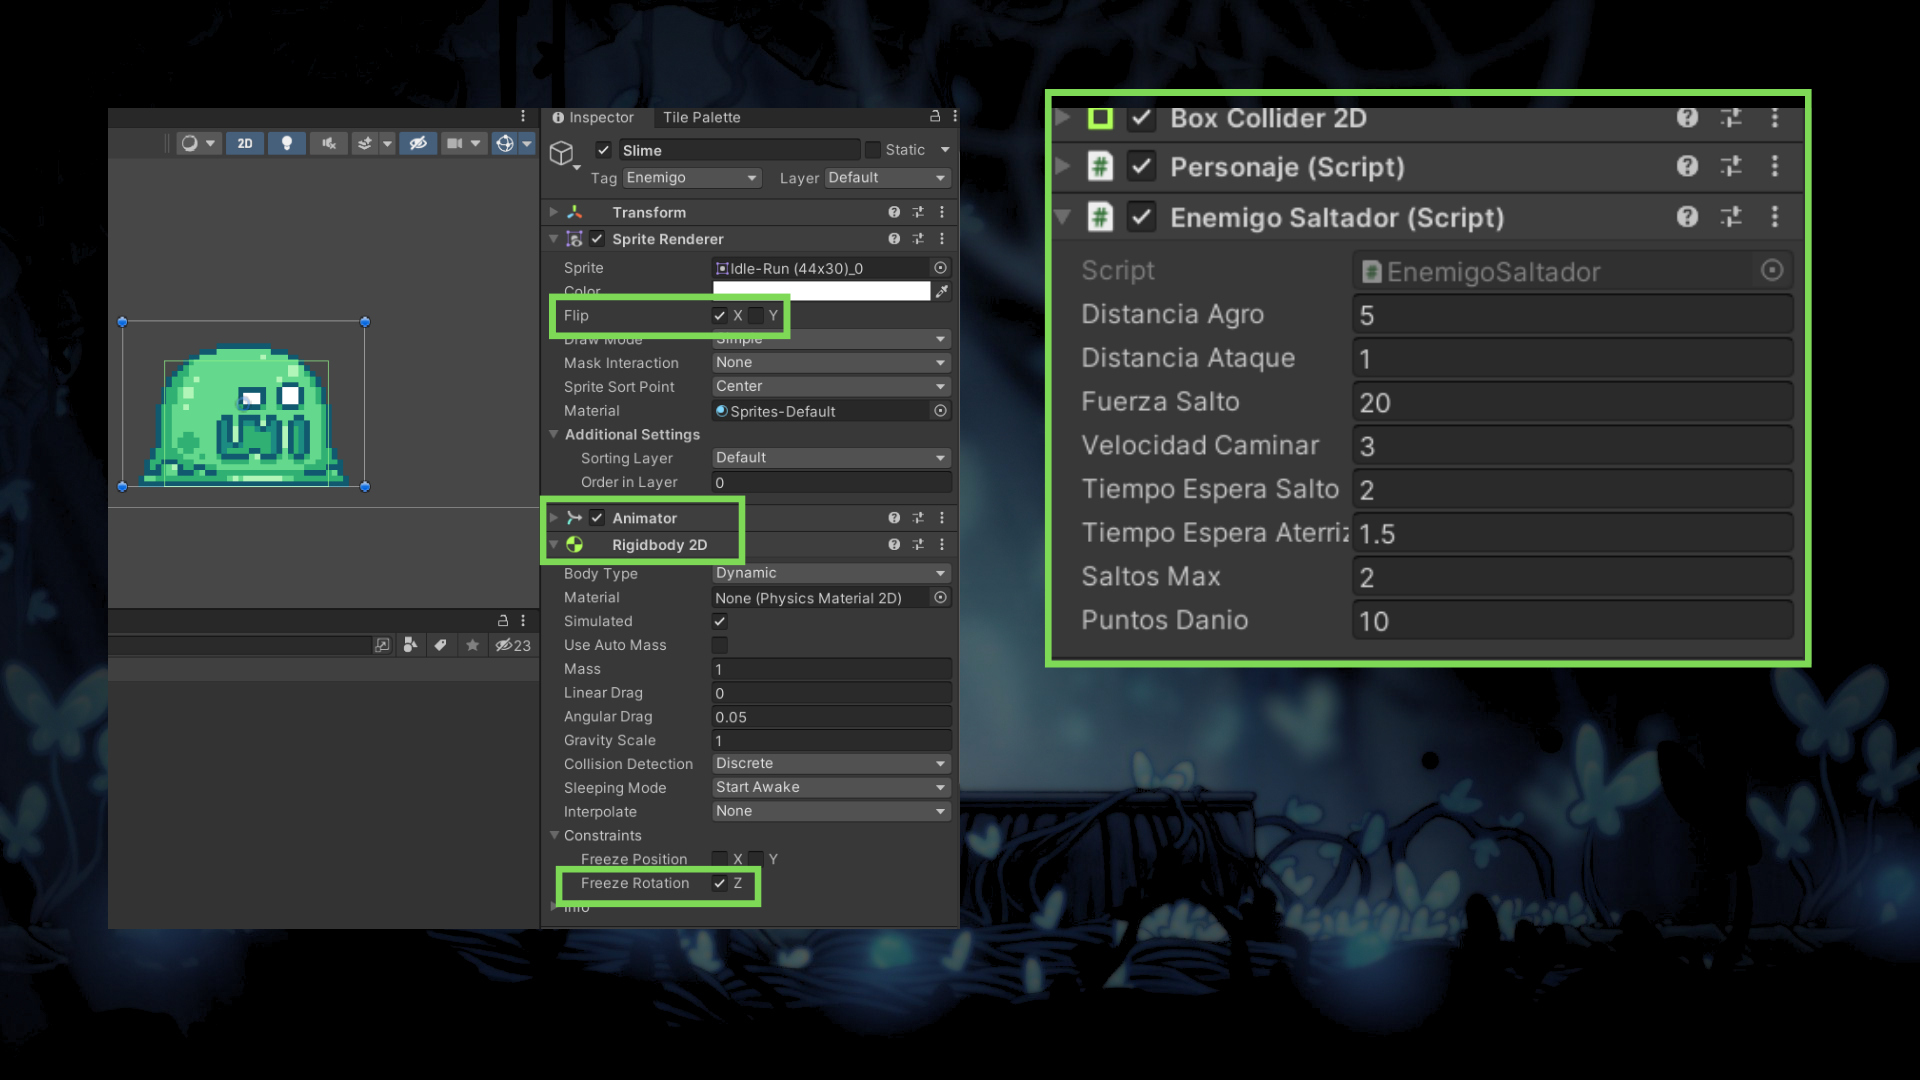 Inspector
Tile Palette
2D
Slime
Static
Tag Enemigo
Layer Default
Transform
Sprite Renderer
Sprite Idle-Run (44x30)_0
Color
Flip X Y
Draw Mode Simple
Mask Interaction None
Sprite Sort Point Center
Material Sprites-Default
Additional Settings
Sorting Layer Default
Order in Layer 0
Animator
Rigidbody 2D
Body Type Dynamic
Material None (Physics Material 2D)
Simulated
Use Auto Mass
Mass 1
Linear Drag 0
Angular Drag 0.05
Gravity Scale 1
Collision Detection Discrete
Sleeping Mode Start Awake
Interpolate None
Constraints
Freeze Position X Y
Freeze Rotation Z
Info
23
Box Collider 2D
# Personaje (Script)
# Enemigo Saltador (Script)
Script # EnemigoSaltador
Distancia Agro 5
Distancia Ataque 1
Fuerza Salto 20
Velocidad Caminar 3
Tiempo Espera Salto 2
Tiempo Espera Aterriz 1.5
Saltos Max 2
Puntos Danio 10